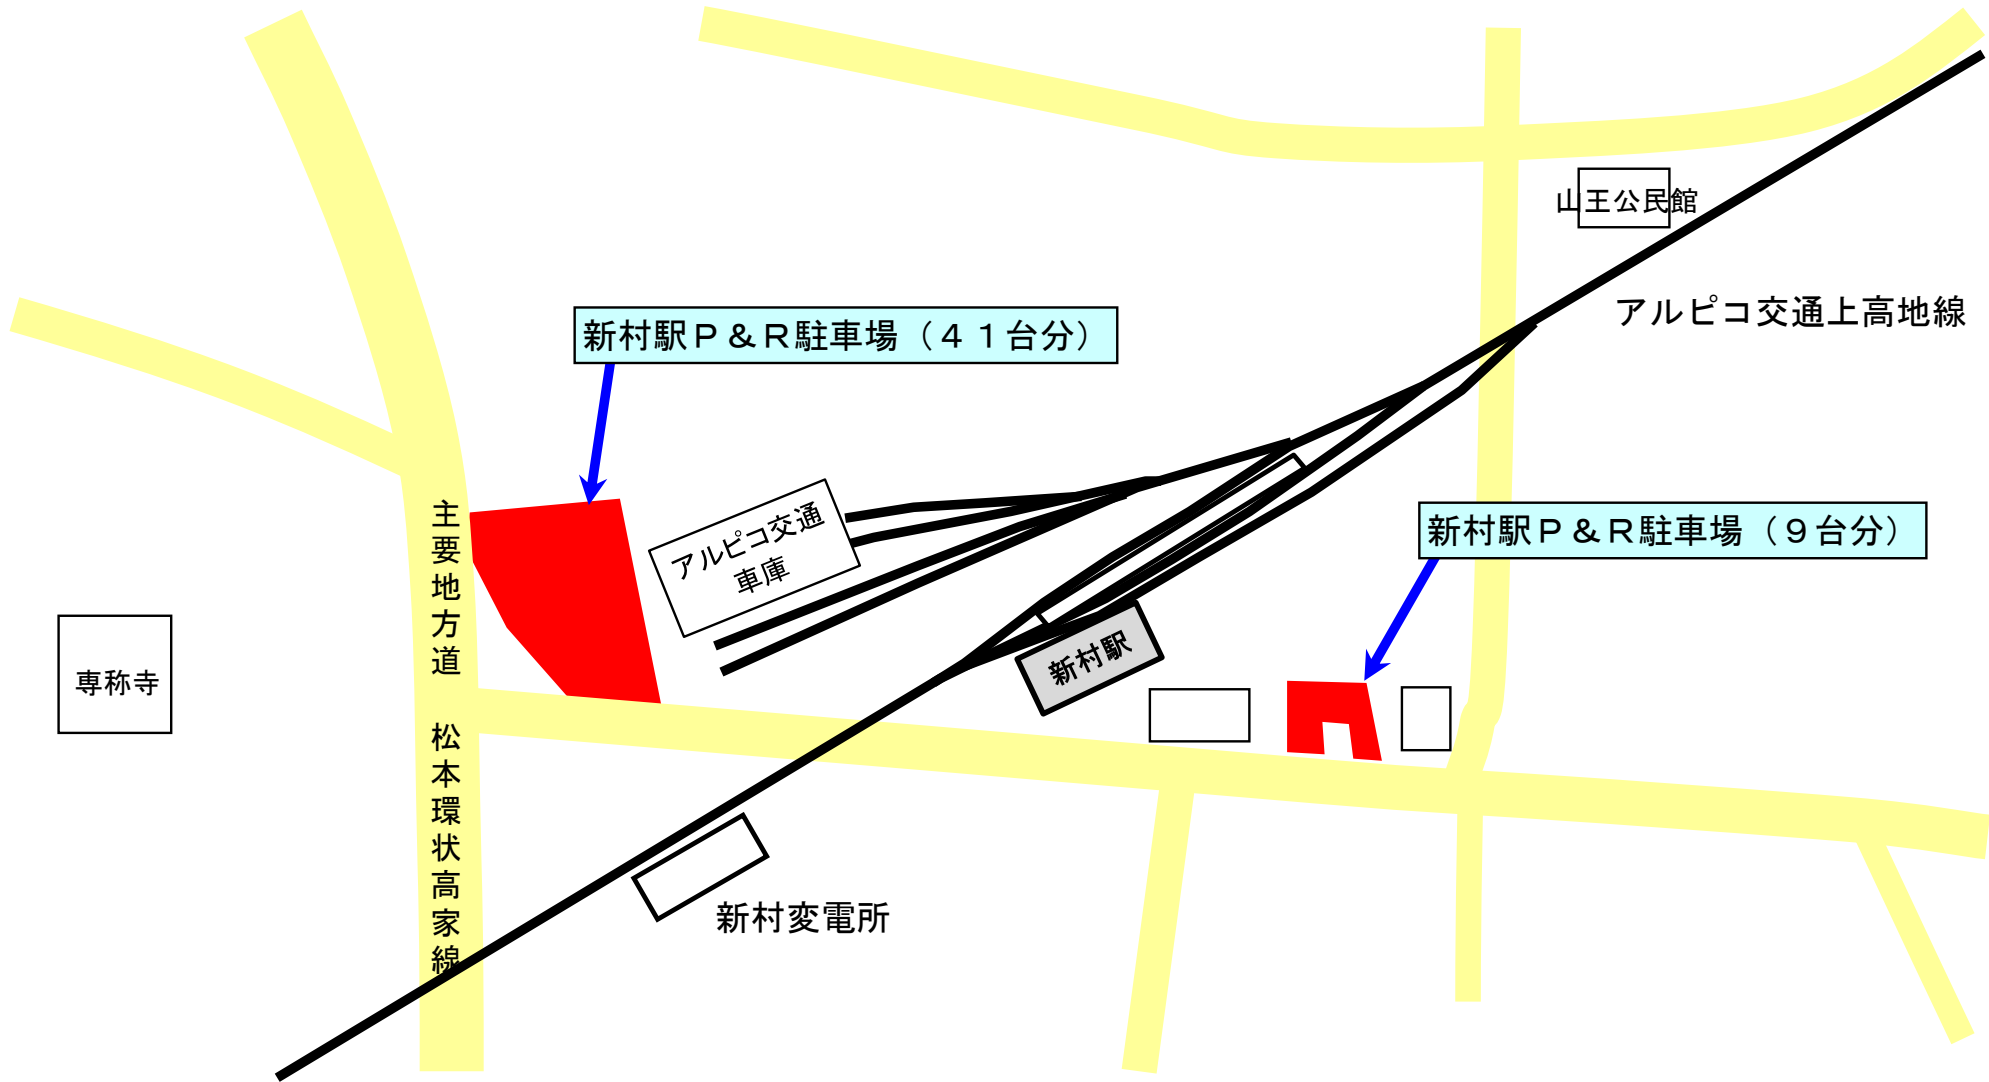 山王公民館
アルピコ交通上高地線
新村駅Ｐ＆Ｒ駐車場（４１台分）
アルピコ交通
車庫
新村駅Ｐ＆Ｒ駐車場（９台分）
主要地方道　松本環状高家線
新村駅
専称寺
新村変電所